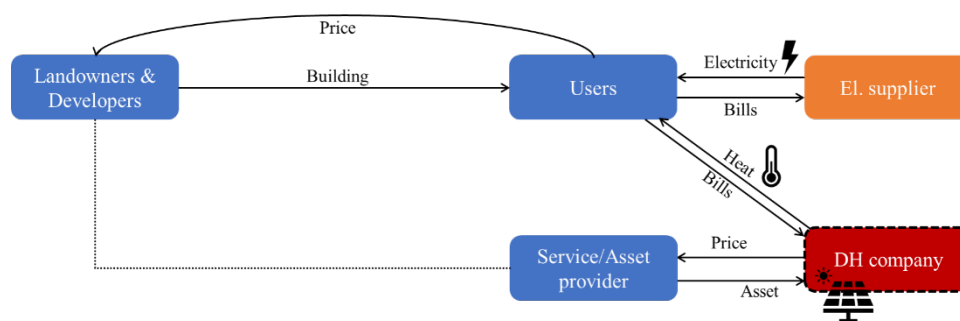 Price
Landowners &
Developers
Building
Users
Electricity
Bills
El. supplier
Heat
Bills
Service/Asset
provider
Price
Asset
DH company